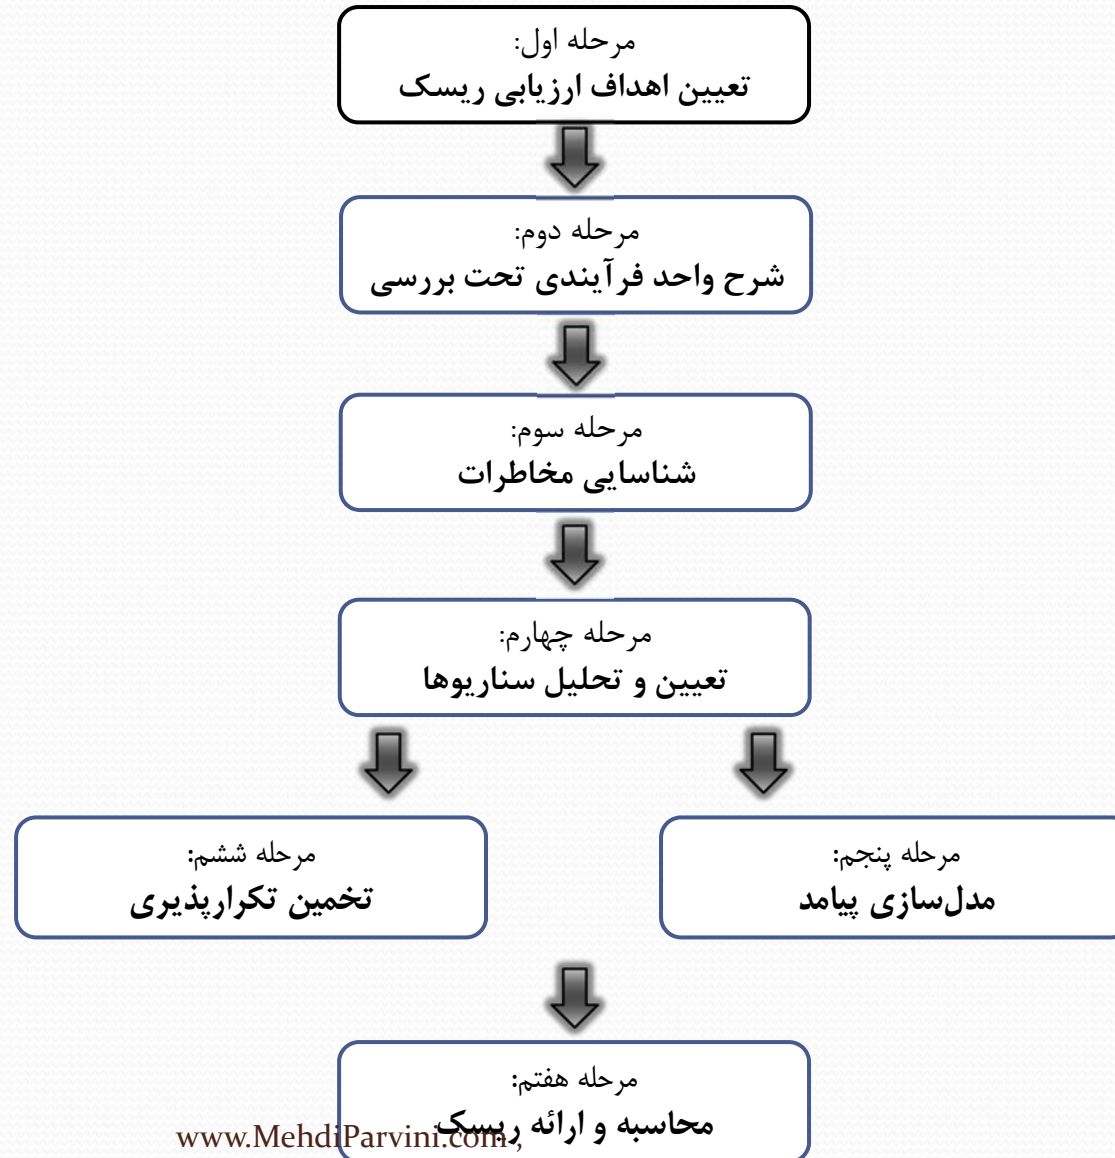 مرحله اول:
تعیین اهداف ارزیابی ریسک
مرحله دوم:
شرح واحد فرآیندی تحت بررسی
مرحله سوم:
شناسایی مخاطرات
مرحله چهارم:
تعیین و تحلیل سناریوها
مرحله پنجم:
مدل‌سازی پیامد
مرحله ششم:
تخمین تکرارپذیری
مرحله هفتم:
محاسبه و ارائه ریسک
www.MehdiParvini.com,